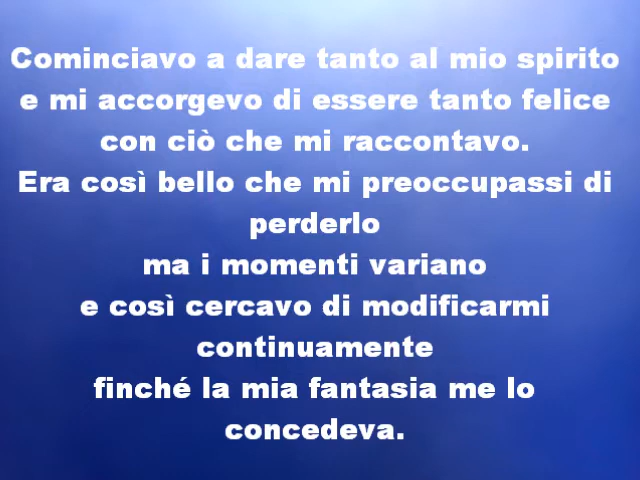 Cominciavo a dare tanto al mio spirito
e mi accorgevo di essere tanto felice
con ciò che mi raccontavo.
Era così bello che mi preoccupassi di
perderlo
ma i momenti variano
e così cercavo di modificarmi
continuamente
finché la mia fantasia me lo
concedeva.